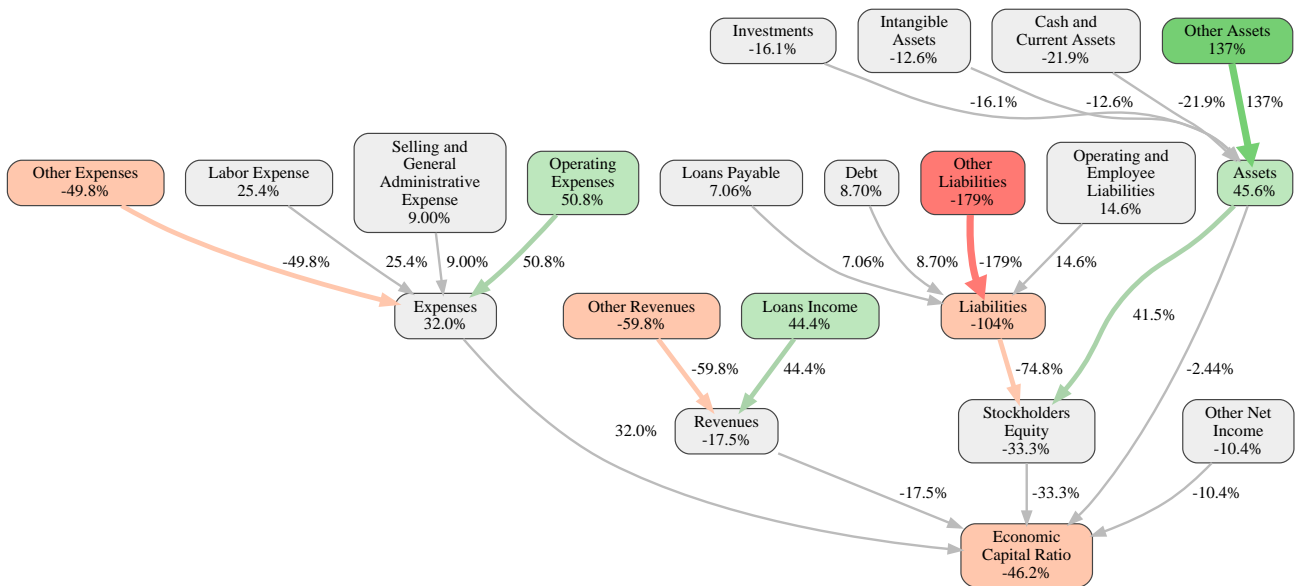 Investments
-16.1%
Intangible
Assets
-12.6%
Cash and
Current Assets
-21.9%
Other Assets
137%
-16.1%
-12.6%
-21.9%
137%
Other Expenses
-49.8%
Labor Expense
25.4%
Selling and
General
Administrative
Expense
9.00%
Operating
Expenses
50.8%
Loans Payable
7.06%
Debt
8.70%
Other
Liabilities
-179%
Operating and
Employee
Liabilities
14.6%
Assets
45.6%
-49.8%
25.4%
9.00%
50.8%
7.06%
8.70%
-179%
14.6%
Expenses
32.0%
Other Revenues
-59.8%
Loans Income
44.4%
Liabilities
-104%
41.5%
-59.8%
44.4%
-74.8%
-2.44%
32.0%
Revenues
-17.5%
Stockholders
Equity
-33.3%
Other Net
Income
-10.4%
-17.5%
-33.3%
-10.4%
Economic
Capital Ratio
-46.2%